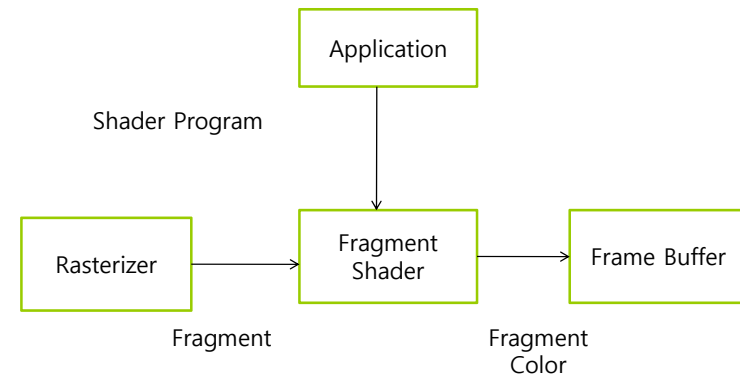 Application
Shader Program
Rasterizer
Fragment
Shader
Frame Buffer
Fragment
Fragment
Color